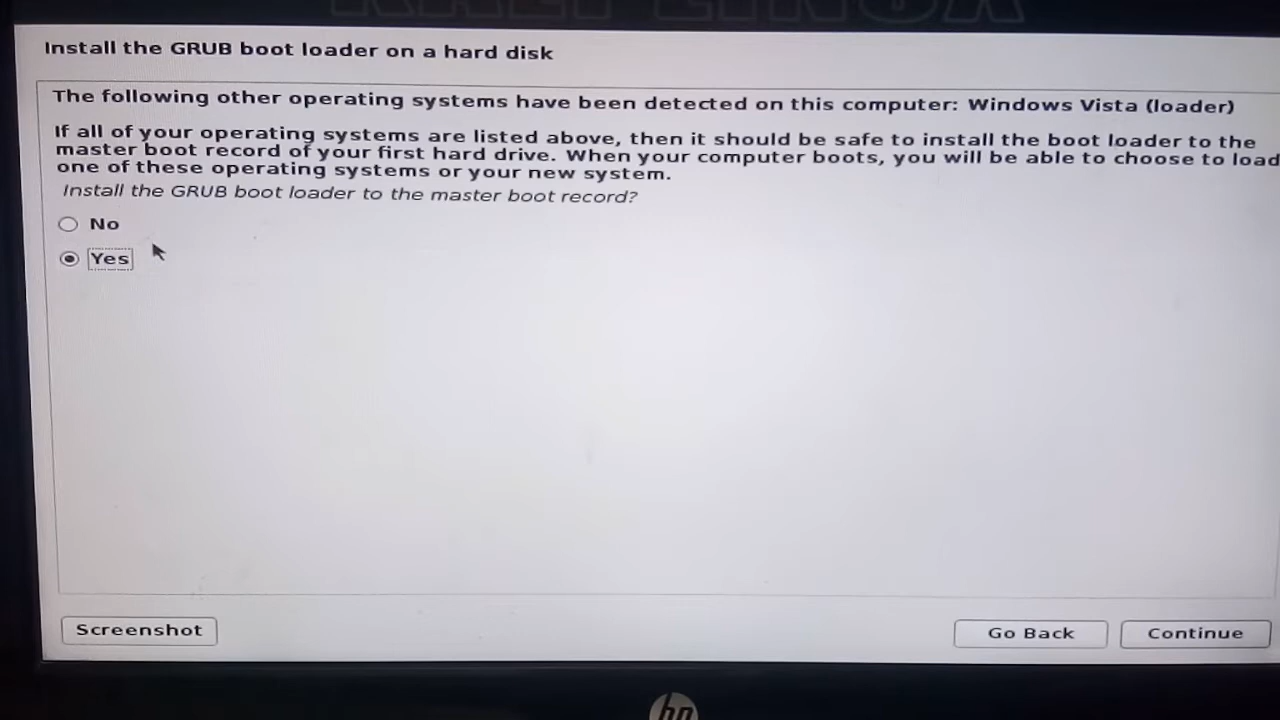 KALI LINUX
Install the GRUB boot loader on a hard disk
The following other operating systems have been detected on this computer: Windows Vista (loader)
If all of your operating systems are listed above, then it should be safe to install the boot loader to the
master boot record of your first hard drive. When your computer boots, you will be able to choose to load
one of these operating systems or your new system.
Install the GRUB boot loader to the master boot record?
No
Yes
Screenshot
Go Back
Continue
hp